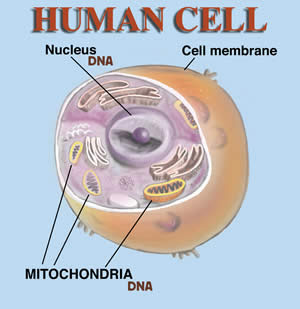 HUMAN CELL
Nucleus
DNA
Cell membrane
MITOCHONDRIA
DNA